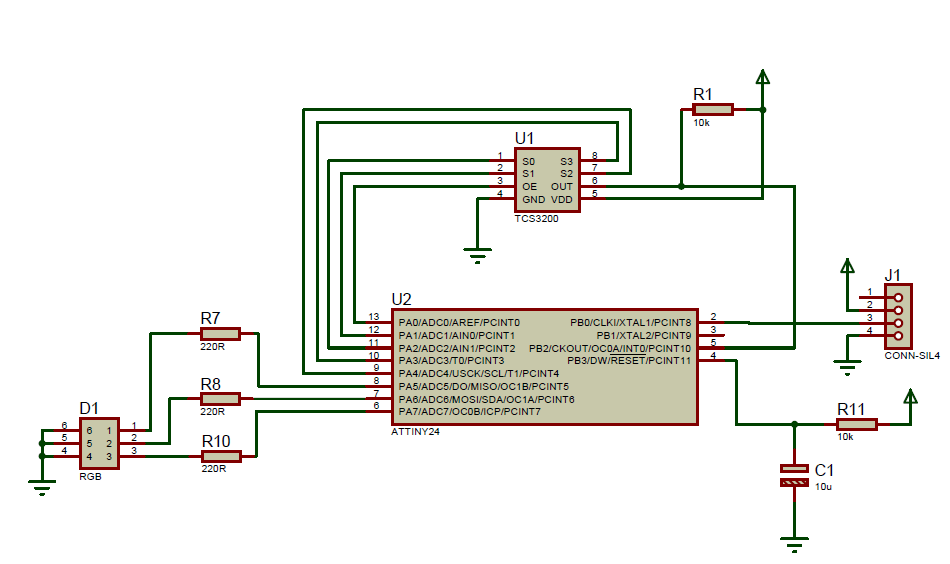 R1
10k
U1
1 S0 S3 8
2 S1 S2 7
3 OE OUT 6
4 GND VDD 5
TCS3200
J1
1
2
3
4
CONN-SIL4
U2
13 PA0/ADC0/AREF/PCINT0 PB0/CLKI/XTAL1/PCINT8 2
12 PA1/ADC1/AIN0/PCINT1 PB1/XTAL2/PCINT9 3
11 PA2/ADC2/AIN1/PCINT2 PB2/CKOUT/OC0A/INT0/PCINT10 5
10 PA3/ADC3/T0/PCINT3 PB3/DW/RESET/PCINT11 4
9 PA4/ADC4/USCK/SCL/T1/PCINT4
8 PA5/ADC5/DO/MISO/OC1B/PCINT5
7 PA6/ADC6/MOSI/SDA/OC1A/PCINT6
6 PA7/ADC7/OC0B/ICP/PCINT7
ATTINY24
R7
220R
R8
220R
R10
220R
D1
6 6 1 1
5 5 2 2
4 4 3 3
RGB
R11
10k
C1
10u